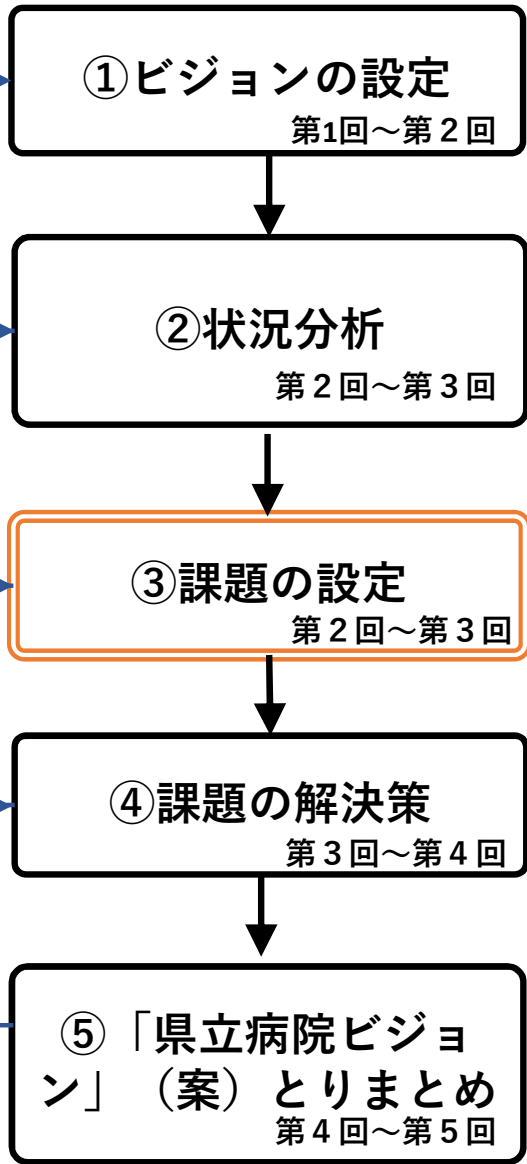 ①ビジョンの設定
第1回～第２回
②状況分析
第２回～第３回
③課題の設定
第２回～第３回
④課題の解決策
第３回～第４回
⑤「県立病院ビジョ
ン」（案）とりまとめ
第４回～第５回